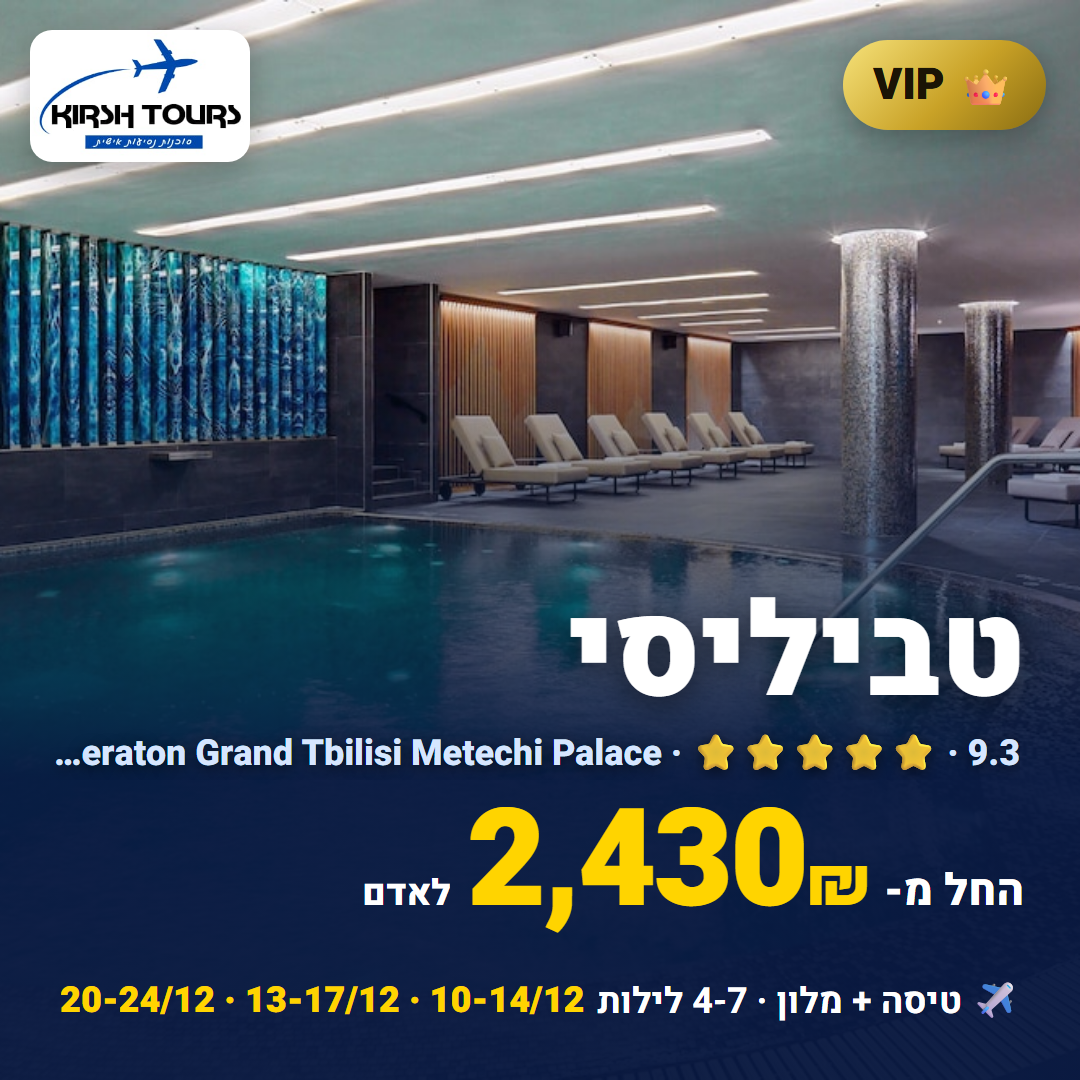 KIRSH TOURS
סוכנות נסיעות אישית
VIP 👑
טביליסי
9.3 · ⭐⭐⭐⭐⭐ · eraton Grand Tbilisi Metechi Palace...
החל מ- ₪2,430 לאדם
✈️ טיסה + מלון · 4-7 לילות 10-14/12 · 13-17/12 · 20-24/12